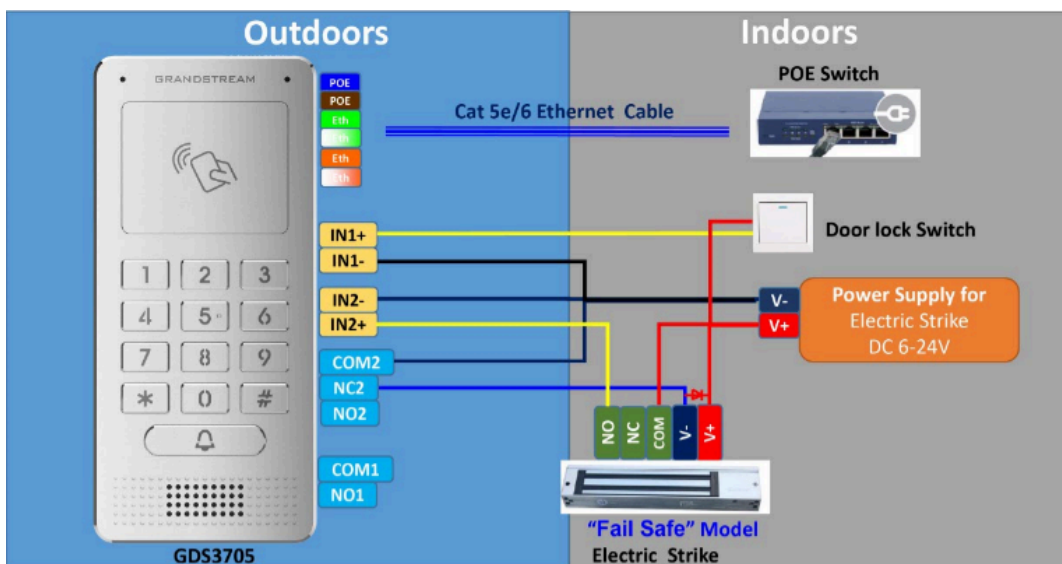 Outdoors
Indoors
GRANDSTREAM
POE
POE
Eth
Eth
Eth
Eth
Cat 5e/6 Ethernet Cable
POE Switch
IN1+
IN1-
IN2-
IN2+
COM2
NC2
NO2
COM1
NO1
1 2 3
4 5 6
7 8 9
* 0 #
Door lock Switch
V-
V+
Power Supply for
Electric Strike
DC 6-24V
NO
NC
COM
V-
V+
"Fail Safe" Model
Electric Strike
GDS3705